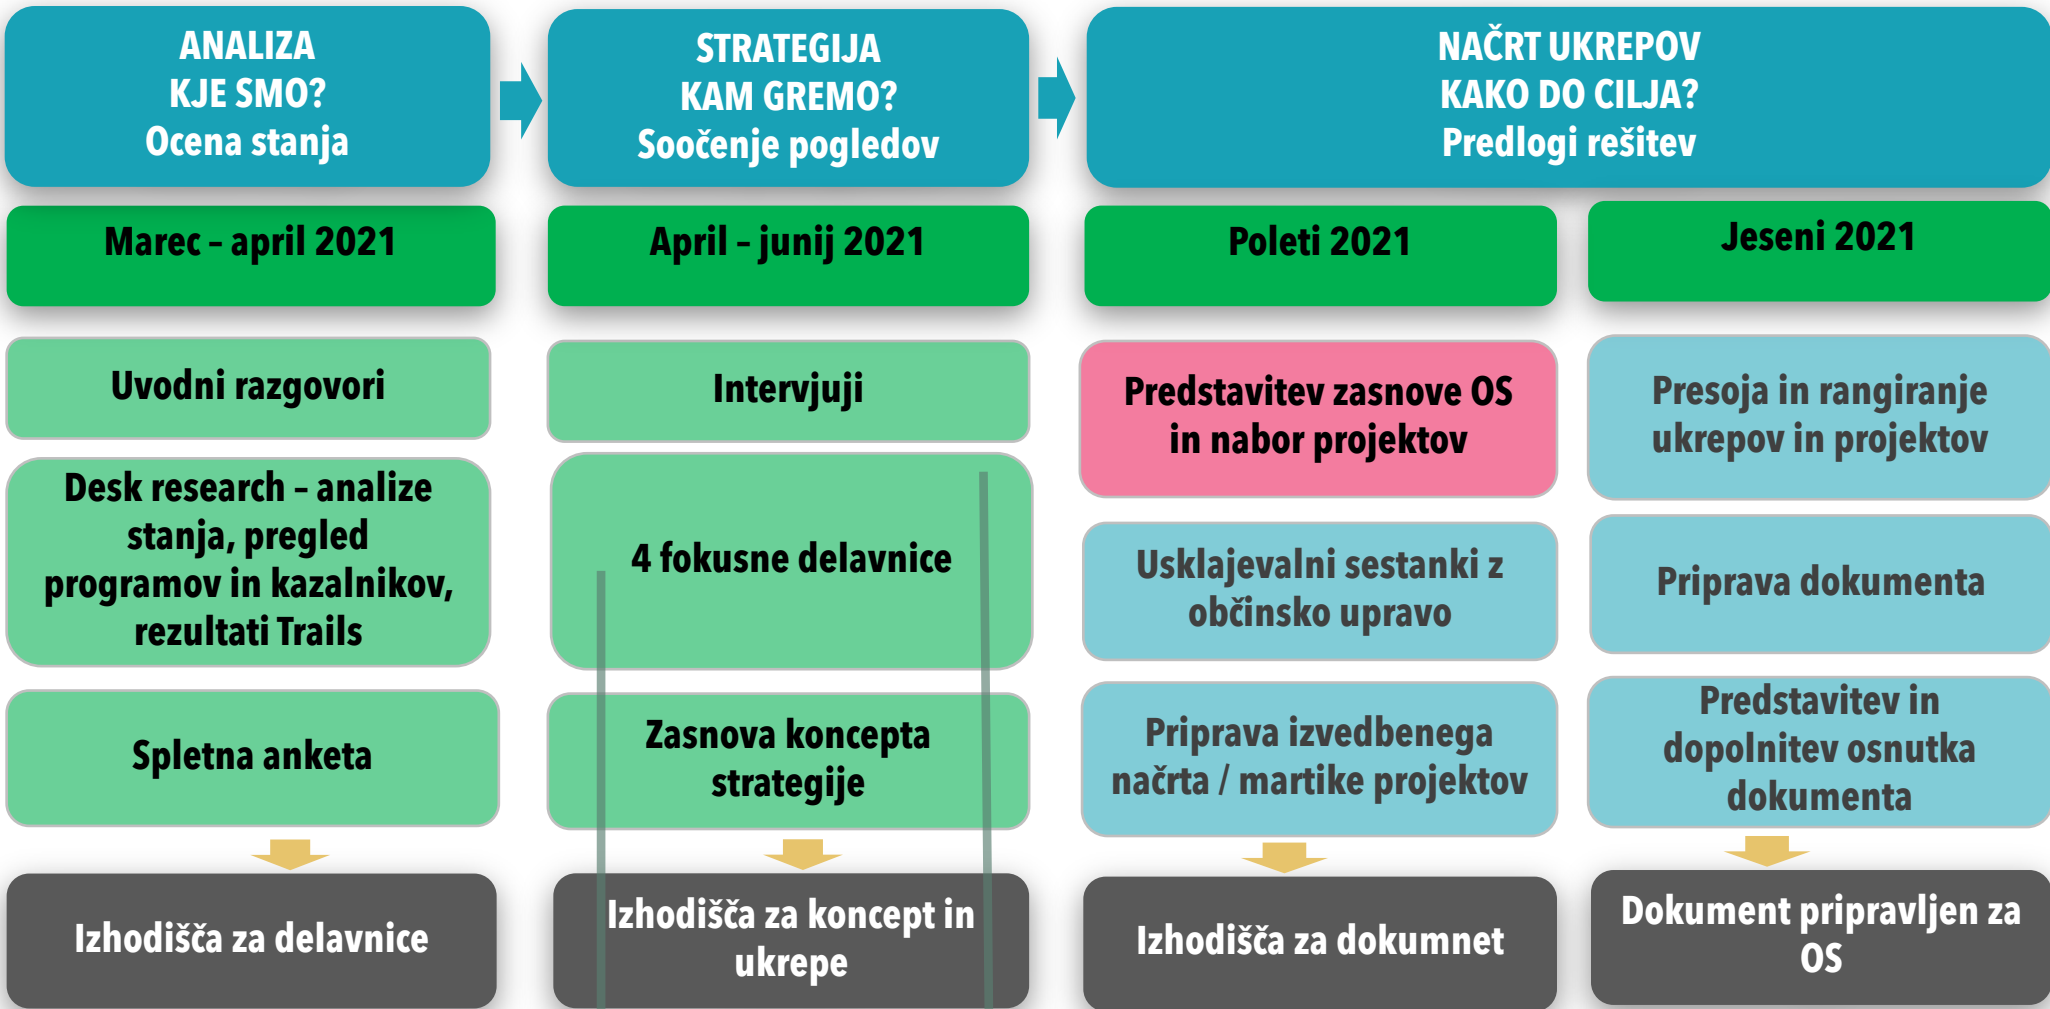 ANALIZA
KJE SMO?
Ocena stanja
STRATEGIJA
KAM GREMO?
Soočenje pogledov
NAČRT UKREPOV
KAKO DO CILJA?
Predlogi rešitev
Marec – april 2021
April – junij 2021
Poleti 2021
Jeseni 2021
Uvodni razgovori
Desk research – analize
stanja, pregled
programov in kazalnikov,
rezultati Trails
Spletna anketa
Izhodišča za delavnice
Intervjuji
4 fokusne delavnice
Zasnova koncepta
strategije
Izhodišča za koncept in
ukrepe
Predstavitev zasnove OS
in nabor projektov
Usklajevalni sestanki z
občinsko upravo
Priprava izvedbenega
načrta / martike projektov
Izhodišča za dokumnet
Presoja in rangiranje
ukrepov in projektov
Priprava dokumenta
Predstavitev in
dopolnitev osnutka
dokumenta
Dokument pripravljen za
OS